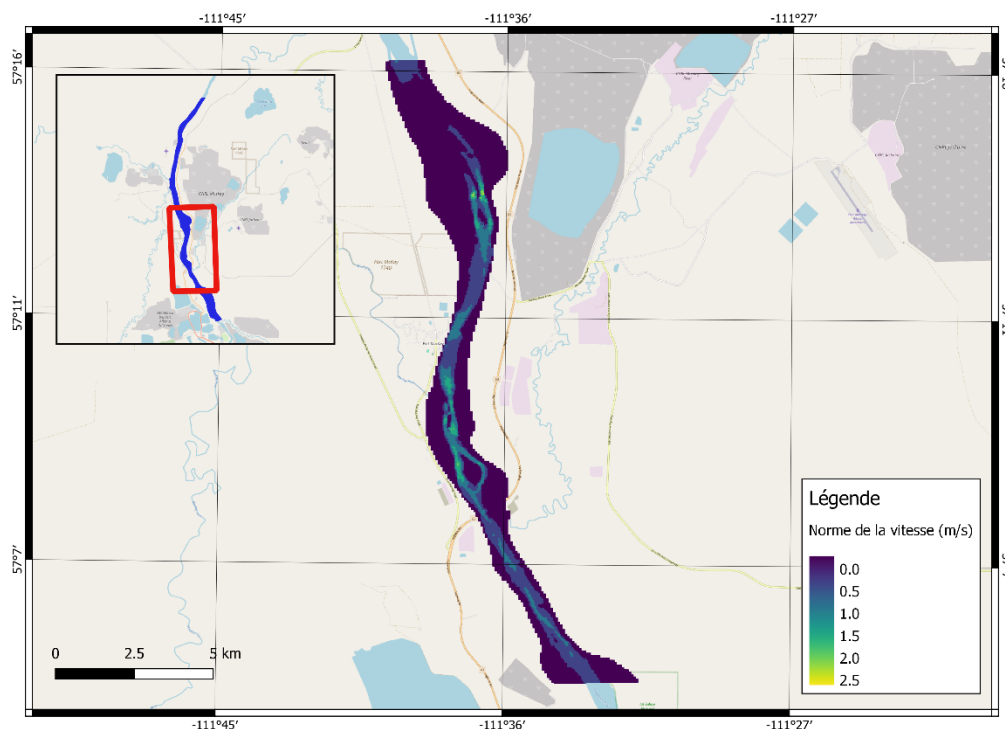 -111°45′ -111°36′ -111°27′
57°16′
57°11′
57°7′
Fort McKay
Légende
Norme de la vitesse (m/s)
0.0
0.5
1.0
1.5
2.0
2.5
0 2.5 5 km
-111°45′ -111°36′ -111°27′